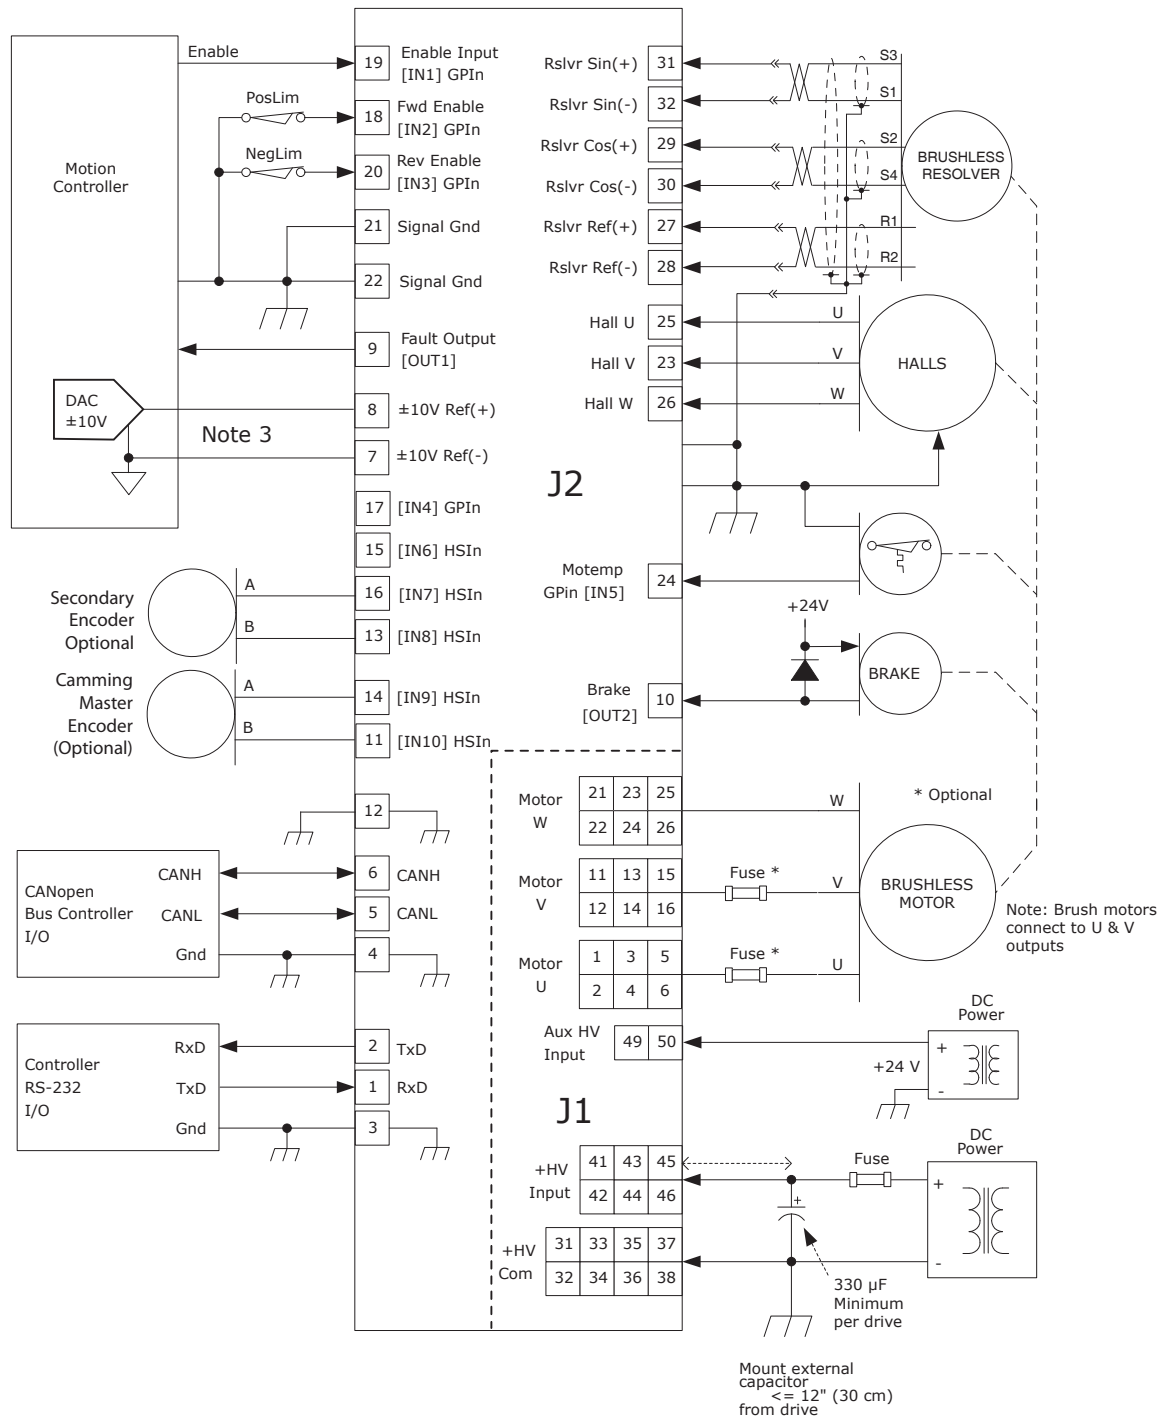 Motion
Controller
Enable
PosLim
NegLim
DAC
±10V
Note 3
19
Enable Input
[IN1] GPIn
18
Fwd Enable
[IN2] GPIn
20
Rev Enable
[IN3] GPIn
21
Signal Gnd
22
Signal Gnd
9
Fault Output
[OUT1]
8
±10V Ref(+)
7
±10V Ref(-)
17
[IN4] GPIn
15
[IN6] HSIn
Secondary
Encoder
Optional
A
B
16
[IN7] HSIn
13
[IN8] HSIn
Camming
Master
Encoder
(Optional)
A
B
14
[IN9] HSIn
11
[IN10] HSIn
12
CANopen
Bus Controller
I/O
CANH
CANL
Gnd
6
CANH
5
CANL
4
Controller
RS-232
I/O
RxD
TxD
Gnd
2
TxD
1
RxD
3
J2
Rslvr Sin(+)
31
S3
Rslvr Sin(-)
32
S1
Rslvr Cos(+)
29
S2
Rslvr Cos(-)
30
S4
Rslvr Ref(+)
27
R1
Rslvr Ref(-)
28
R2
BRUSHLESS
RESOLVER
Hall U
25
U
Hall V
23
V
Hall W
26
W
HALLS
Motemp
GPin [IN5]
24
+24V
Brake
[OUT2]
10
BRAKE
Motor
W
21 23 25
22 24 26
W
* Optional
Motor
V
11 13 15
12 14 16
Fuse *
V
BRUSHLESS
MOTOR
Note: Brush motors
connect to U & V
outputs
Motor
U
1 3 5
2 4 6
Fuse *
U
Aux HV
Input
49 50
DC
Power
+
+24 V
-
J1
+HV
Input
41 43 45
42 44 46
Fuse
DC
Power
+
+
-
+HV
Com
31 33 35 37
32 34 36 38
330 µF
Minimum
per drive
Mount external
capacitor
<= 12" (30 cm)
from drive